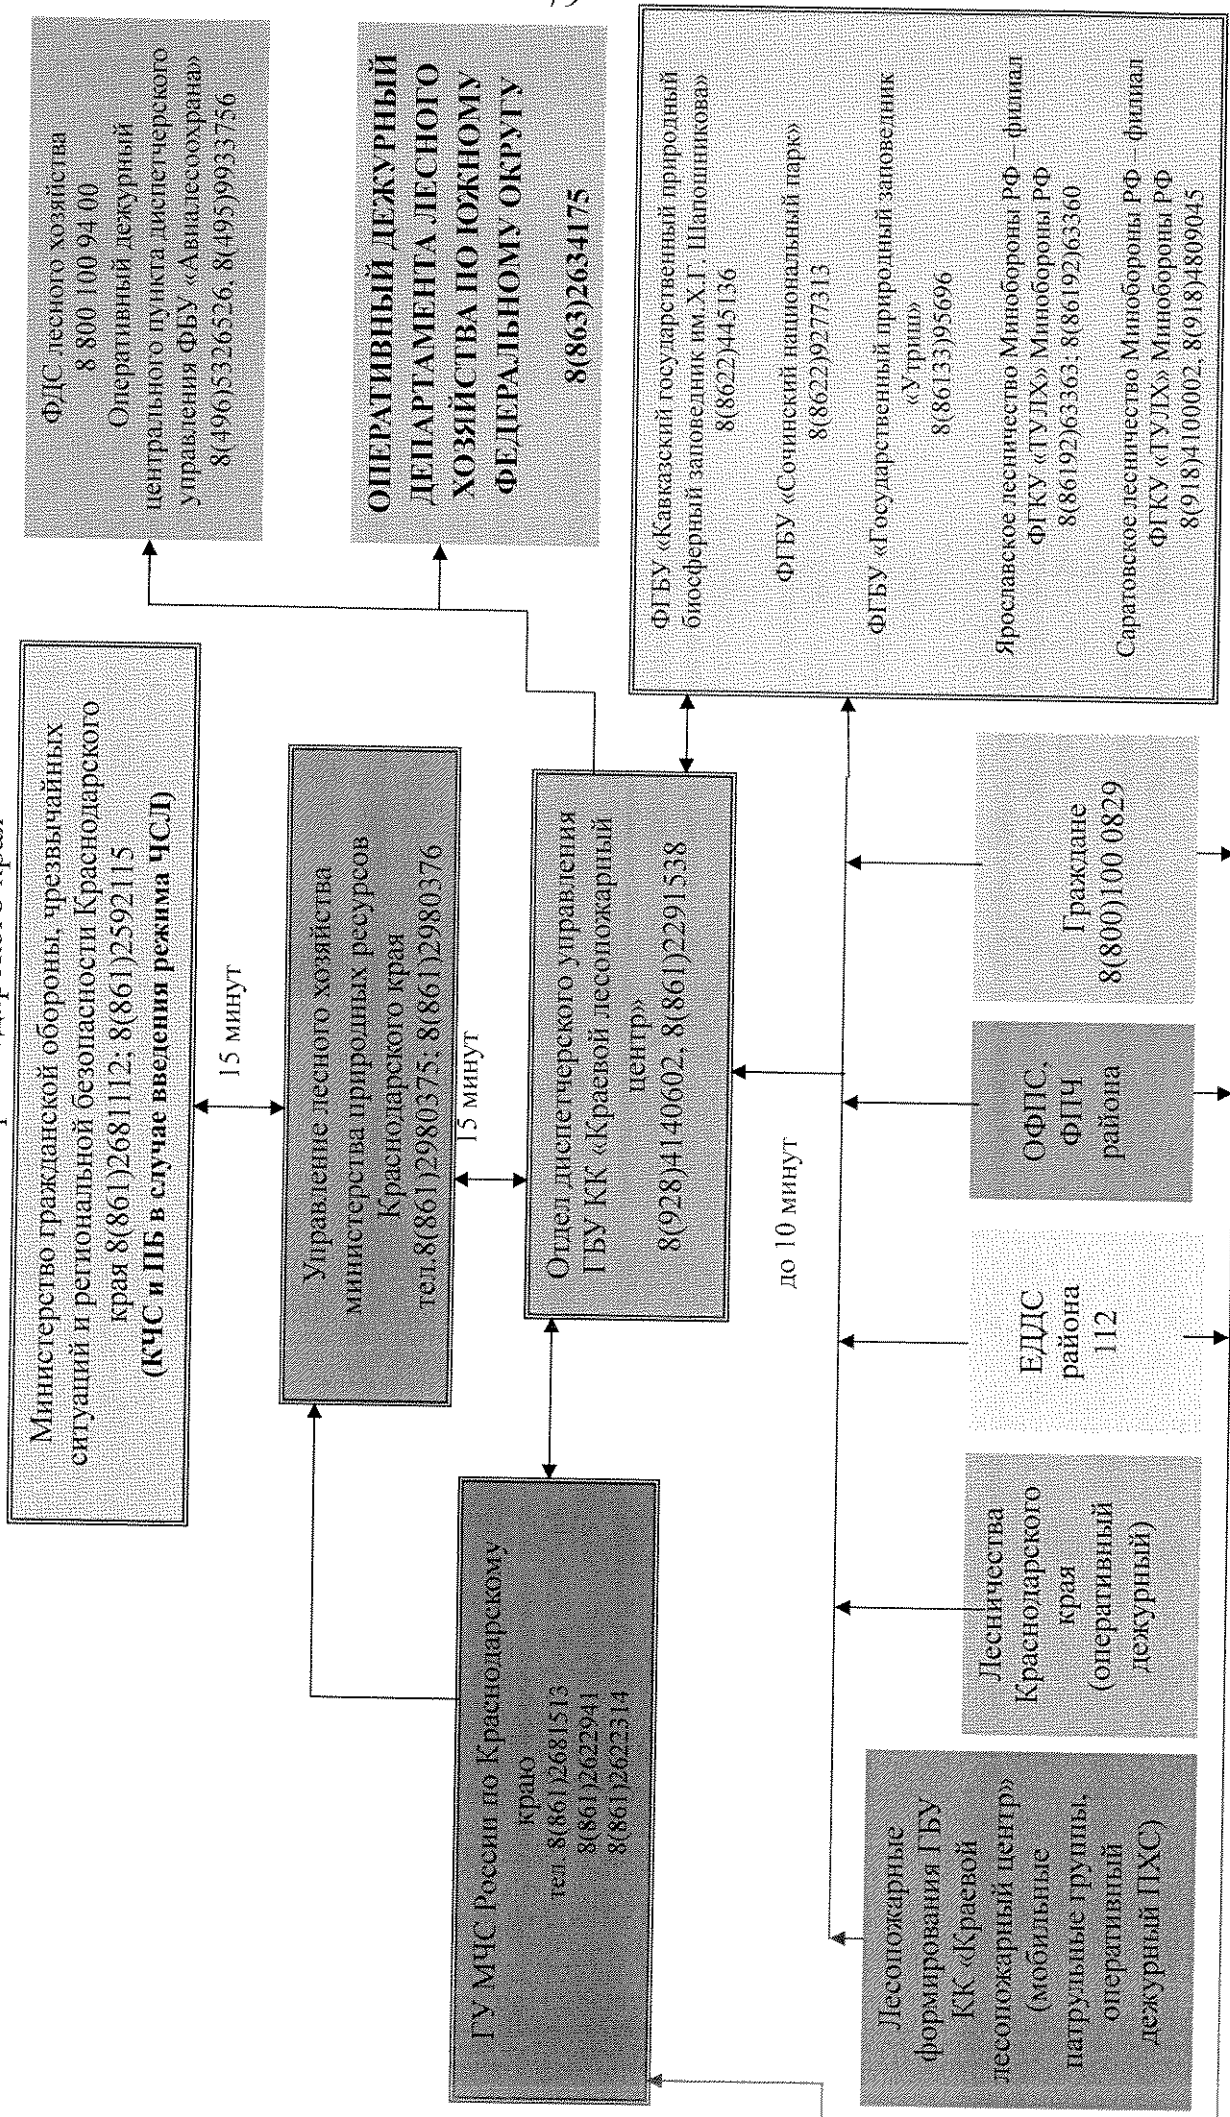 Министерство гражданской обороны, чрезвычайных
ситуаций и региональной безопасности Краснодарского
края 8(861)2681112; 8(861)2592115
(КЧС и ПБ в случае введения режима ЧСЛ)
15 минут
ФДС лесного хозяйства
8 800 100 94 00
Оперативный дежурный
центрального пункта диспетчерского
управления ФБУ «Авиалесоохрана»
8(496)5326526, 8(495)9933756
Управление лесного хозяйства
министерства природных ресурсов
Краснодарского края
тел.8(861)2980375; 8(861)2980376
15 минут
ОПЕРАТИВНЫЙ ДЕЖУРНЫЙ
ДЕПАРТАМЕНТА ЛЕСНОГО
ХОЗЯЙСТВА ПО ЮЖНОМУ
ФЕДЕРАЛЬНОМУ ОКРУГУ
8(863)2634175
ГУ МЧС России по Краснодарскому
краю
тел. 8(861)2681513
8(861)2622941
8(861)2622314
Отдел диспетчерского управления
ГБУ КК «Краевой лесопожарный
центр»
8(928)4140602, 8(861)2291538
до 10 минут
ФГБУ «Кавказский государственный природный
биосферный заповедник им.Х.Г. Шапошникова»
8(8622)445136
ФГБУ «Сочинский национальный парк»
8(8622)9277313
ФГБУ «Государственный природный заповедник
«Утриш»
8(86133)95696
Ярославское лесничество Минобороны РФ – филиал
ФГКУ «ТУЛХ» Минобороны РФ
8(86192)63363; 8(86192)63360
Саратовское лесничество Минобороны РФ – филиал
ФГКУ «ТУЛХ» Минобороны РФ
8(918)4100002, 8(918)4809045
Лесопожарные
формирования ГБУ
КК «Краевой
лесопожарный центр»
(мобильные
патрульные группы,
оперативный
дежурный ПХС)
Лесничества
Краснодарского
края
(оперативный
дежурный)
ЕДДС
района
112
ОФПС,
ФПЧ
района
Граждане
8(800)100 0829